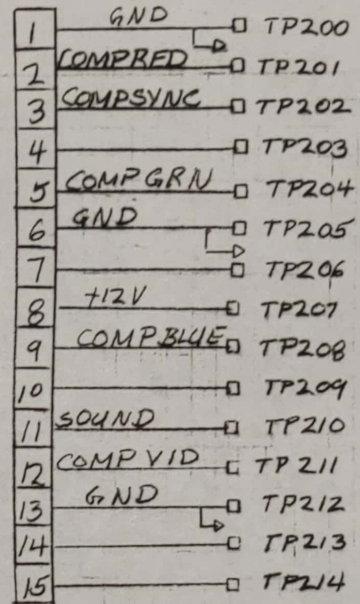 1 GND TP200
2 COMPRED TP201
3 COMPSYNC TP202
4 TP203
5 COMPGRN TP204
6 GND TP205
7 TP206
8 +12V TP207
9 COMP.BLUE TP208
10 TP209
11 SOUND TP210
12 COMPVID TP211
13 GND TP212
14 TP213
15 TP214